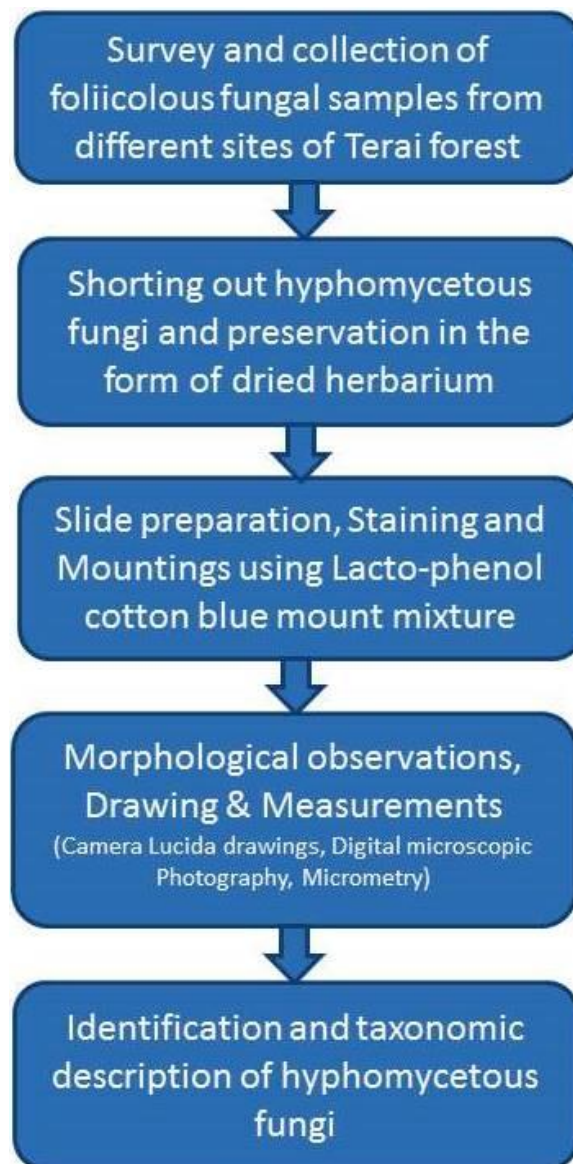 Survey and collection of
foliicolous fungal samples from
different sites of Terai forest
Shorting out hyphomycetous
fungi and preservation in the
form of dried herbarium
Slide preparation, Staining and
Mountings using Lacto-phenol
cotton blue mount mixture
Morphological observations,
Drawing & Measurements
(Camera Lucida drawings, Digital microscopic
Photography, Micrometry)
Identification and taxonomic
description of hyphomycetous
fungi